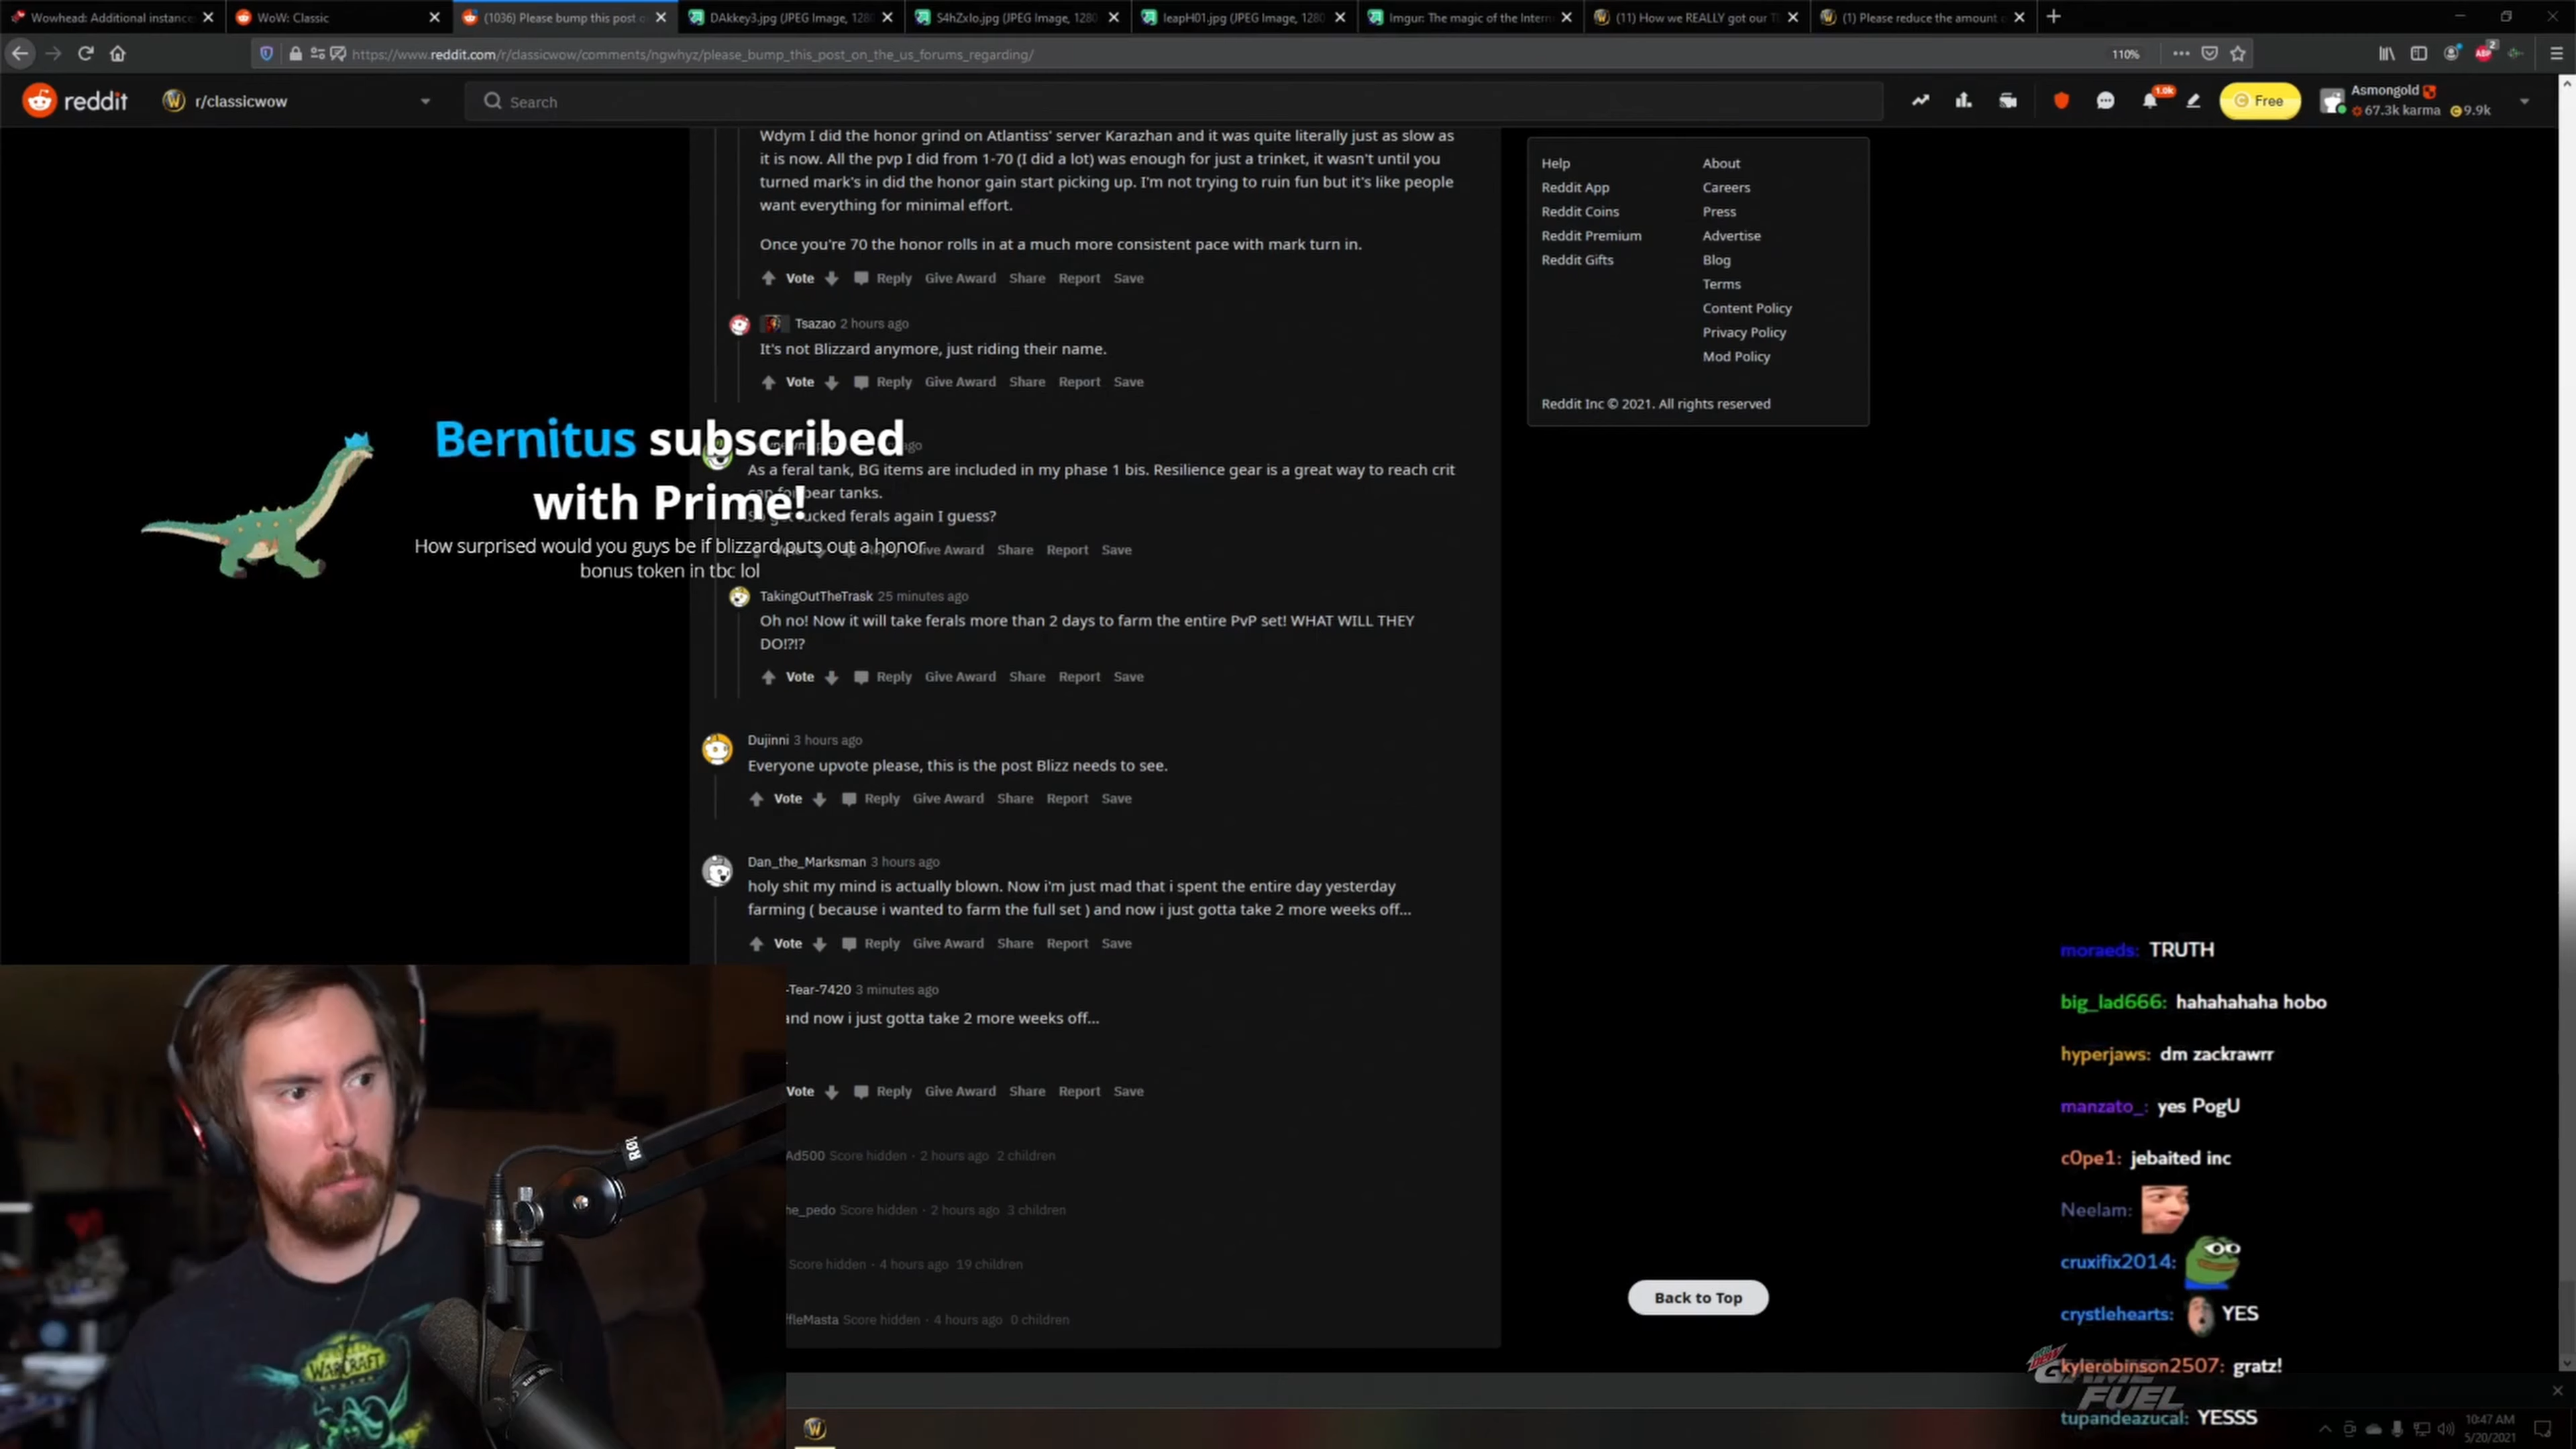 Wowhead: Additional instance
WoW: Classic
(1036) Please bump this post o
DAkkey3.jpg (JPEG Image, 1280
S4hZxIo.jpg (JPEG Image, 1280
IeapH01.jpg (JPEG Image, 1280
Imgur: The magic of the Intern
(11) How we REALLY got our T
(1) Please reduce the amount
https://www.reddit.com/r/classicwow/comments/ngwhyz/please_bump_this_post_on_the_us_forums_regarding/
110%
ABP
2
reddit
r/classicwow
Search
1.0k
Free
Asmongold
67.3k karma 9.9k
Wdym I did the honor grind on Atlantiss' server Karazhan and it was quite literally just as slow as
it is now. All the pvp I did from 1-70 (I did a lot) was enough for just a trinket, it wasn't until you
turned mark's in did the honor gain start picking up. I'm not trying to ruin fun but it's like people
want everything for minimal effort.
Once you're 70 the honor rolls in at a much more consistent pace with mark turn in.
Vote Reply Give Award Share Report Save
Tsazao 2 hours ago
It's not Blizzard anymore, just riding their name.
Vote Reply Give Award Share Report Save
ago
As a feral tank, BG items are included in my phase 1 bis. Resilience gear is a great way to reach crit
cap for bear tanks.
So get fucked ferals again I guess?
Give Award Share Report Save
TakingOutTheTrask 25 minutes ago
Oh no! Now it will take ferals more than 2 days to farm the entire PvP set! WHAT WILL THEY
DO!?!?
Vote Reply Give Award Share Report Save
Dujinni 3 hours ago
Everyone upvote please, this is the post Blizz needs to see.
Vote Reply Give Award Share Report Save
Dan_the_Marksman 3 hours ago
holy shit my mind is actually blown. Now i'm just mad that i spent the entire day yesterday
farming ( because i wanted to farm the full set ) and now i just gotta take 2 more weeks off...
Vote Reply Give Award Share Report Save
-Tear-7420 3 minutes ago
and now i just gotta take 2 more weeks off...
Vote Reply Give Award Share Report Save
Ad500 Score hidden · 2 hours ago 2 children
he_pedo Score hidden · 2 hours ago 3 children
Score hidden · 4 hours ago 19 children
ffleMasta Score hidden · 4 hours ago 0 children
Bernitus subscribed
with Prime!
How surprised would you guys be if blizzard puts out a honor
bonus token in tbc lol
Help
Reddit App
Reddit Coins
Reddit Premium
Reddit Gifts
About
Careers
Press
Advertise
Blog
Terms
Content Policy
Privacy Policy
Mod Policy
Reddit Inc © 2021. All rights reserved
Back to Top
moraeds: TRUTH
big_lad666: hahahahaha hobo
hyperjaws: dm zackrawrr
manzato_: yes PogU
c0pe1: jebaited inc
Neelam:
cruxifix2014:
crystlehearts: YES
kylerobinson2507: gratz!
tupandeazucal: YESSS
GAME
FUEL
WARCRAFT
10:47 AM
5/20/2021